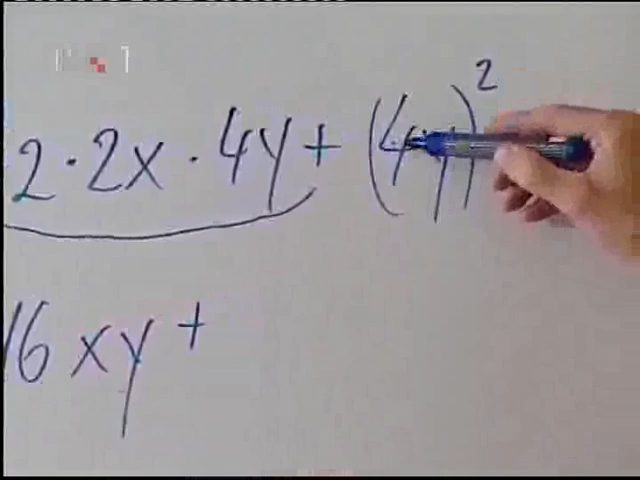 2 · 2x · 4y + (4y)²
16xy +